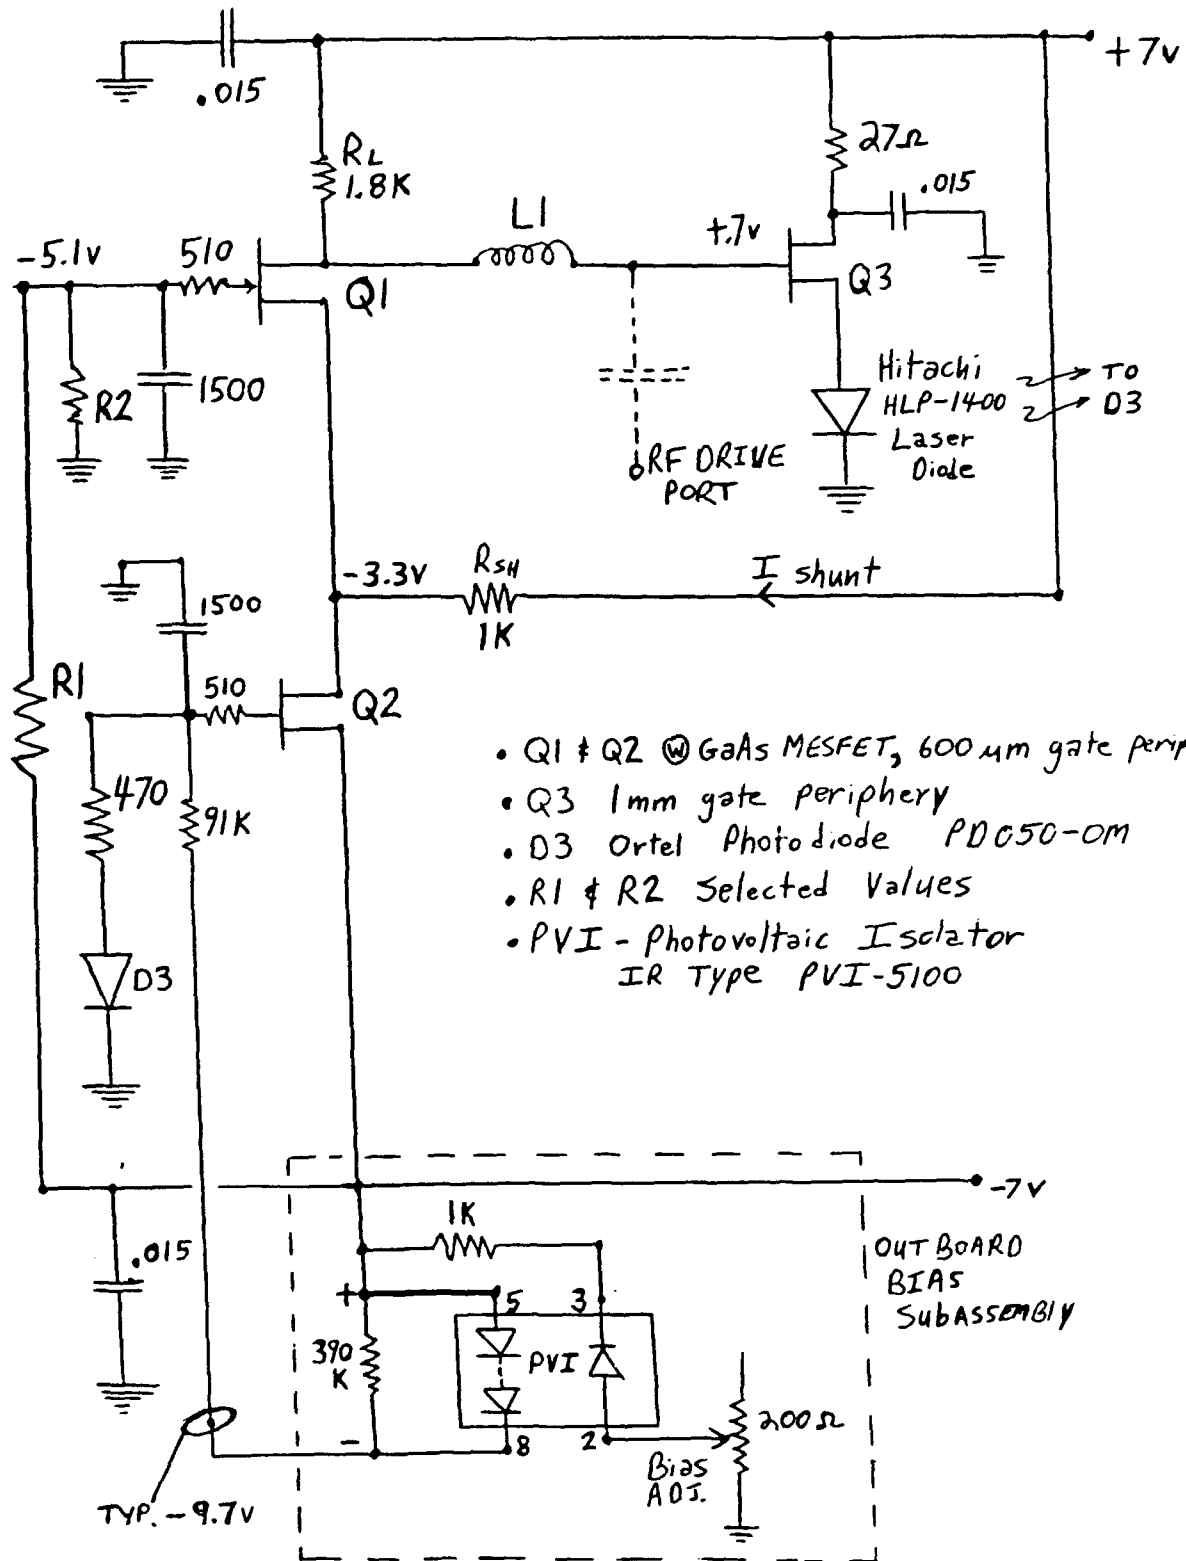 +7v
.015
RL
1.8K
27Ω
.015
L1
+.7v
-5.1v
510
Q1
Q3
R2
1500
Hitachi
HLP-1400
Laser
Diode
TO
D3
RF DRIVE
PORT
-3.3v
RSH
1K
I shunt
1500
R1
510
Q2
470
91K
D3
• Q1 & Q2 @ GaAs MESFET, 600 µm gate perip
• Q3 1mm gate periphery
• D3 Ortel Photodiode PD050-OM
• R1 & R2 Selected Values
• PVI - Photovoltaic Isolator
IR Type PVI-5100
-7v
.015
1K
OUTBOARD
BIAS
SUBASSEMBLY
+
5
3
390
K
PVI
-
8
2
200Ω
Bias
ADJ.
TYP. -9.7v